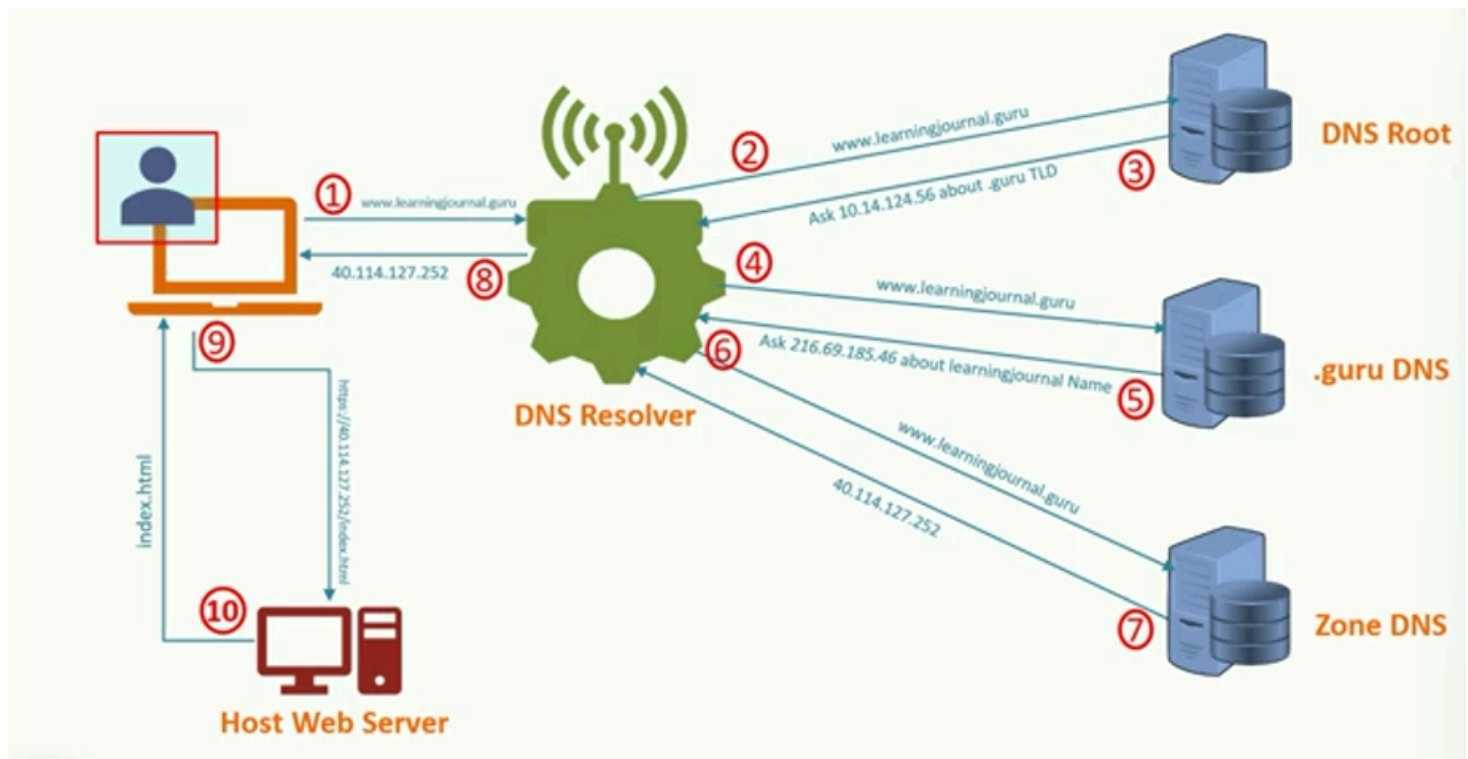 1
www.learningjournal.guru
40.114.127.252
8
2
www.learningjournal.guru
3
Ask 10.14.124.56 about .guru TLD
DNS Root
4
www.learningjournal.guru
Ask 216.69.185.46 about learningjournal Name
5
.guru DNS
6
www.learningjournal.guru
40.114.127.252
7
Zone DNS
DNS Resolver
9
https://40.114.127.252/index.html
index.html
10
Host Web Server